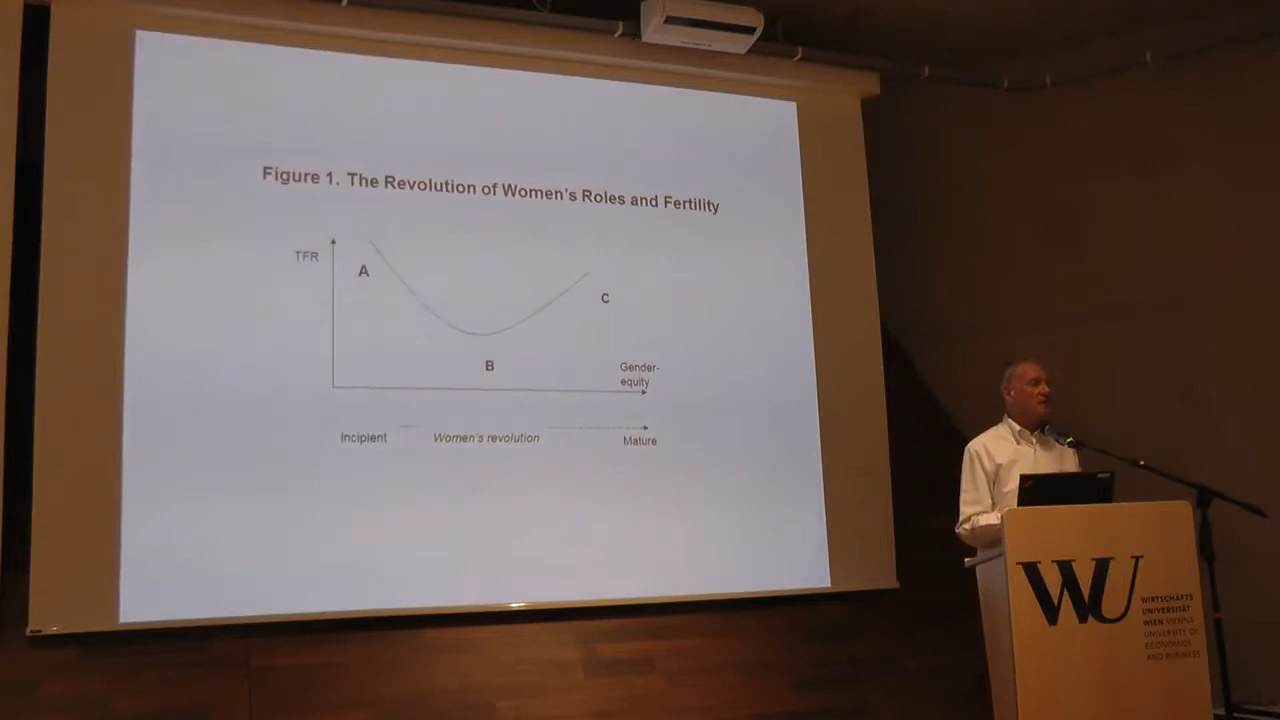 Figure 1. The Revolution of Women's Roles and Fertility
TFR
A
C
B
Gender-
equity
Incipient
Women's revolution
Mature
WU
WIRTSCHAFTS
UNIVERSITÄT
WIEN VIENNA
UNIVERSITY OF
ECONOMICS
AND BUSINESS